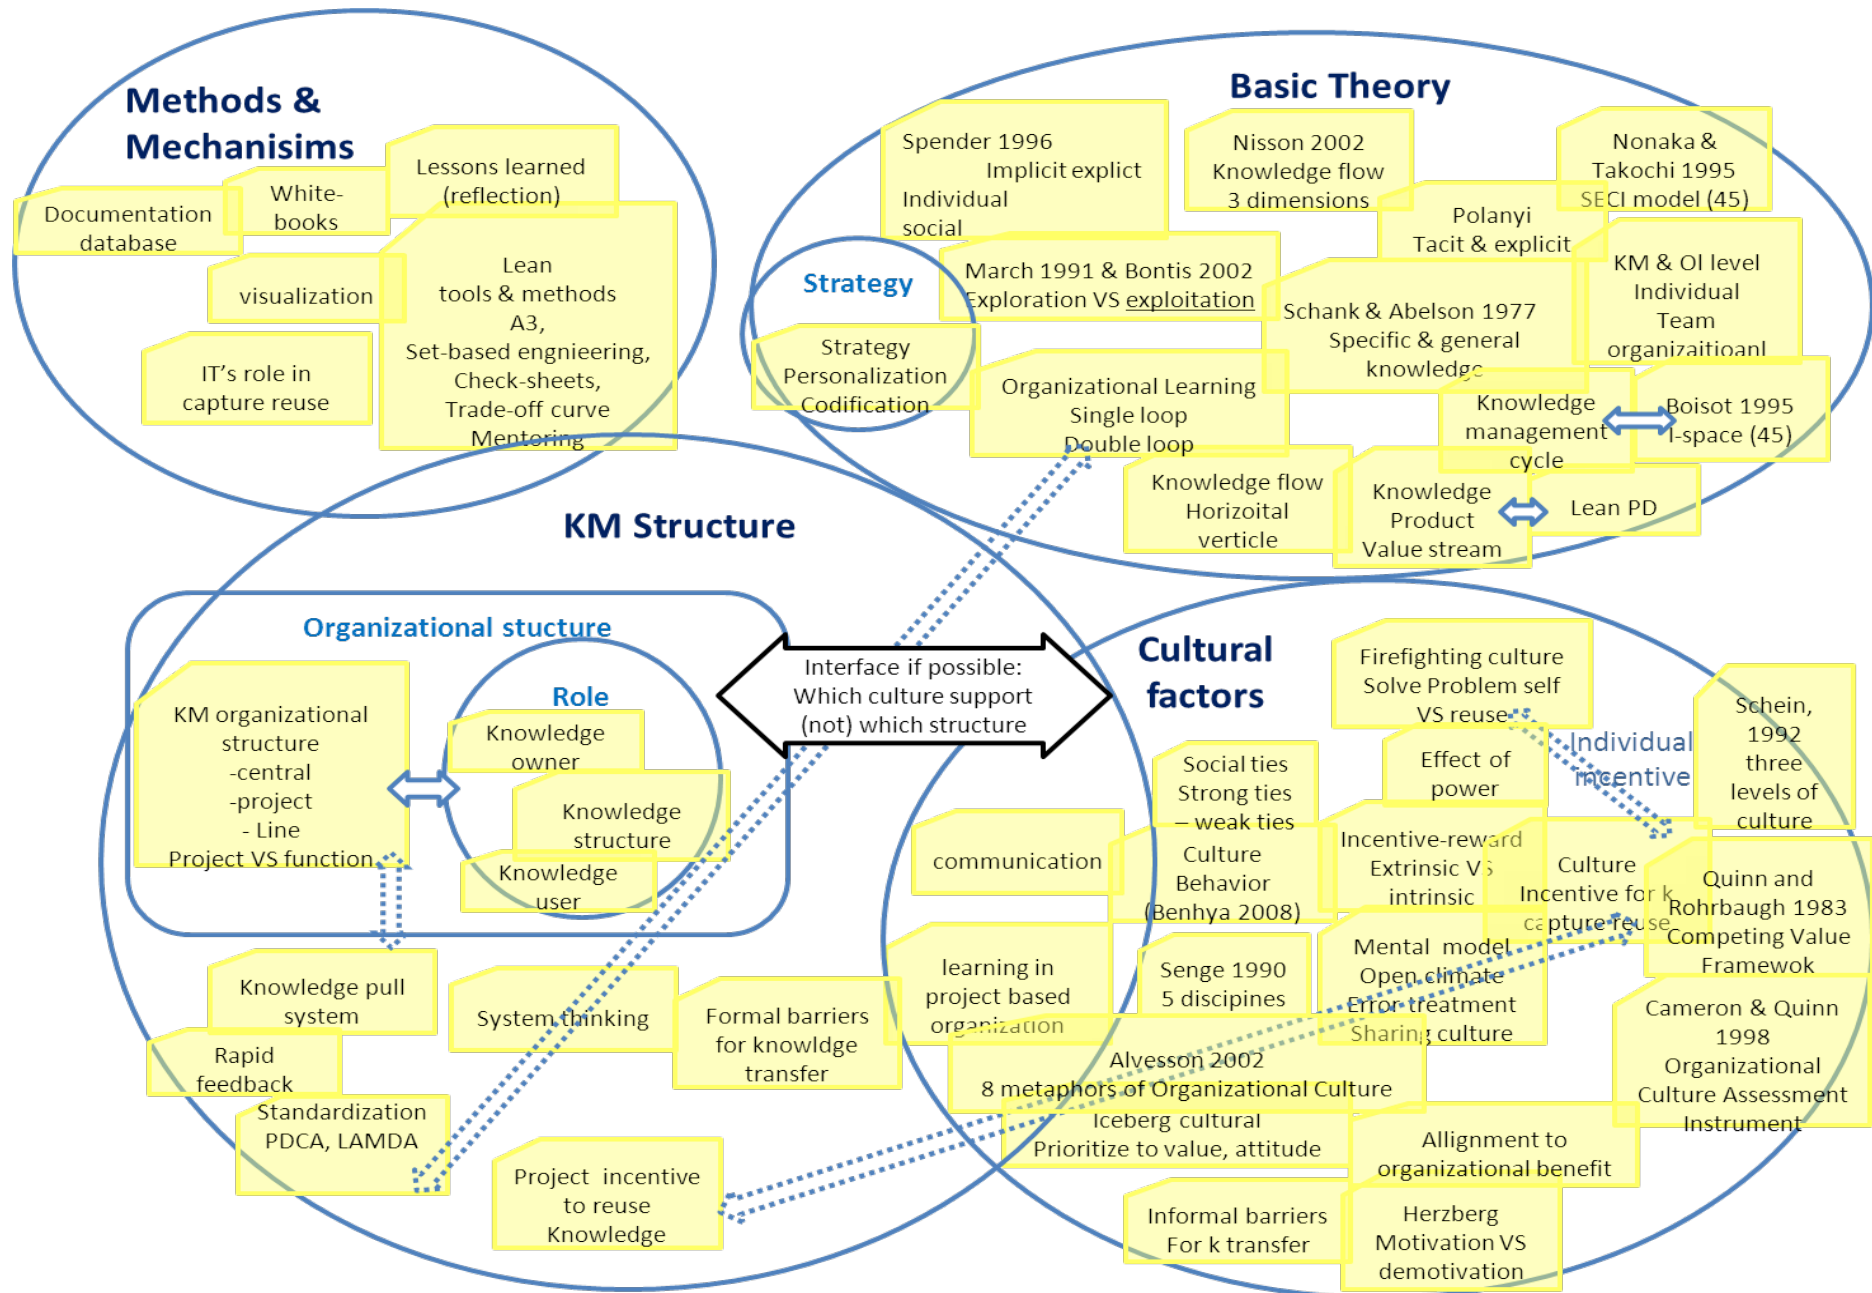 Methods &
Mechanisims
Lessons learned
(reflection)
White-
books
Documentation
database
visualization
Lean
tools & methods
A3,
Set-based engnieering,
Check-sheets,
Trade-off curve
Mentoring
IT's role in
capture reuse
Basic Theory
Spender 1996
Implicit explict
Individual
social
Nisson 2002
Knowledge flow
3 dimensions
Nonaka &
Takochi 1995
SECI model (45)
Polanyi
Tacit & explicit
Strategy
March 1991 & Bontis 2002
Exploration VS exploitation
KM & Ol level
Individual
Team
organizaitioanl
Schank & Abelson 1977
Specific & general
knowledge
Strategy
Personalization
Codification
Organizational Learning
Single loop
Double loop
Knowledge
management
cycle
Boisot 1995
I-space (45)
Knowledge flow
Horizoital
verticle
Knowledge
Product
Value stream
Lean PD
KM Structure
Organizational stucture
Role
KM organizational
structure
-central
-project
- Line
Project VS function
Knowledge
owner
Knowledge
structure
Knowledge
user
Interface if possible:
Which culture support
(not) which structure
Knowledge pull
system
System thinking
Formal barriers
for knowldge
transfer
Rapid
feedback
Standardization
PDCA, LAMDA
Project  incentive
to reuse
Knowledge
Cultural
factors
Firefighting culture
Solve Problem self
VS reuse
Schein,
1992
three
levels of
culture
Individual
incentive
Effect of
power
Social ties
Strong ties
– weak ties
communication
Culture
Behavior
(Benhya 2008)
Incentive-reward
Extrinsic VS
intrinsic
Culture
Incentive for k
capture reuse
Quinn and
Rohrbaugh 1983
Competing Value
Framewok
learning in
project based
organization
Senge 1990
5 discipines
Mental  model
Open climate
Error treatment
Sharing culture
Cameron & Quinn
1998
Organizational
Culture Assessment
Instrument
Alvesson 2002
8 metaphors of Organizational Culture
Iceberg cultural
Prioritize to value, attitude
Allignment to
organizational benefit
Informal barriers
For k transfer
Herzberg
Motivation VS
demotivation